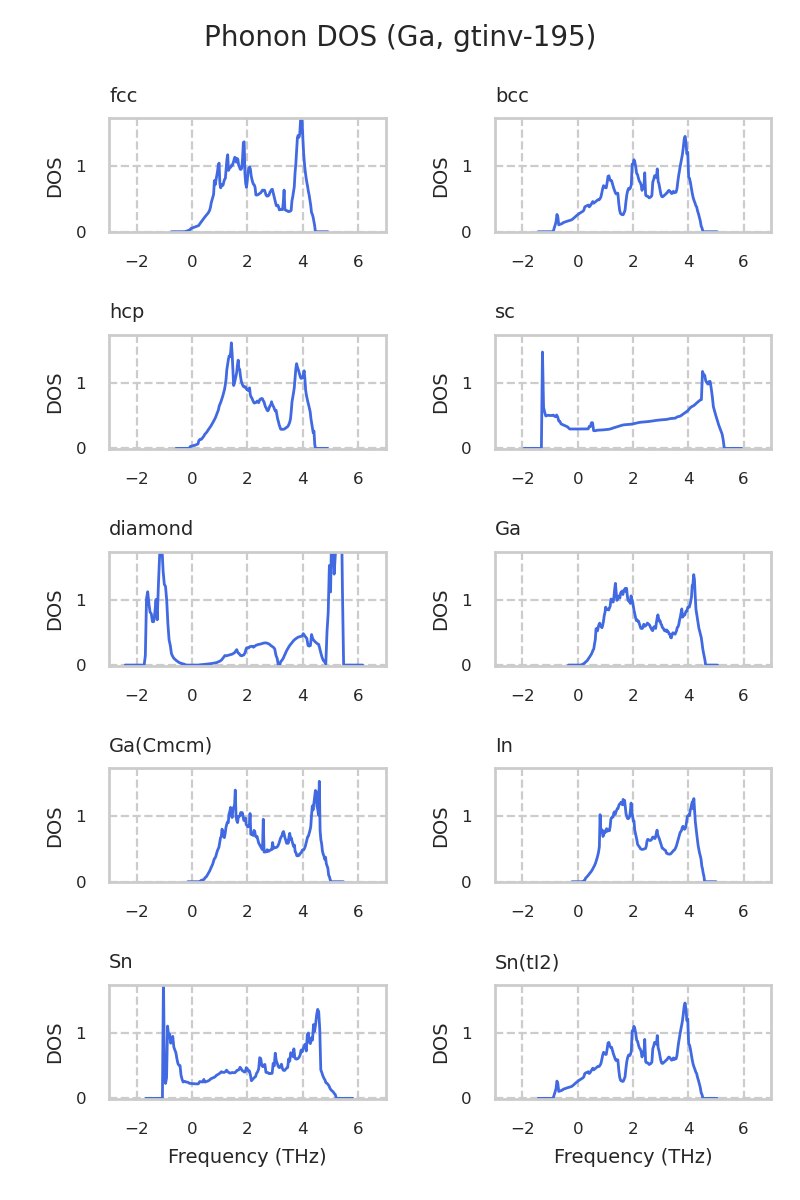 Phonon DOS (Ga, gtinv-195)
fcc
bcc
DOS
1
0
−2 0 2 4 6
DOS
1
0
−2 0 2 4 6
hcp
sc
DOS
1
0
−2 0 2 4 6
DOS
1
0
−2 0 2 4 6
diamond
Ga
DOS
1
0
−2 0 2 4 6
DOS
1
0
−2 0 2 4 6
Ga(Cmcm)
In
DOS
1
0
−2 0 2 4 6
DOS
1
0
−2 0 2 4 6
Sn
Sn(tI2)
DOS
1
0
−2 0 2 4 6
Frequency (THz)
DOS
1
0
−2 0 2 4 6
Frequency (THz)